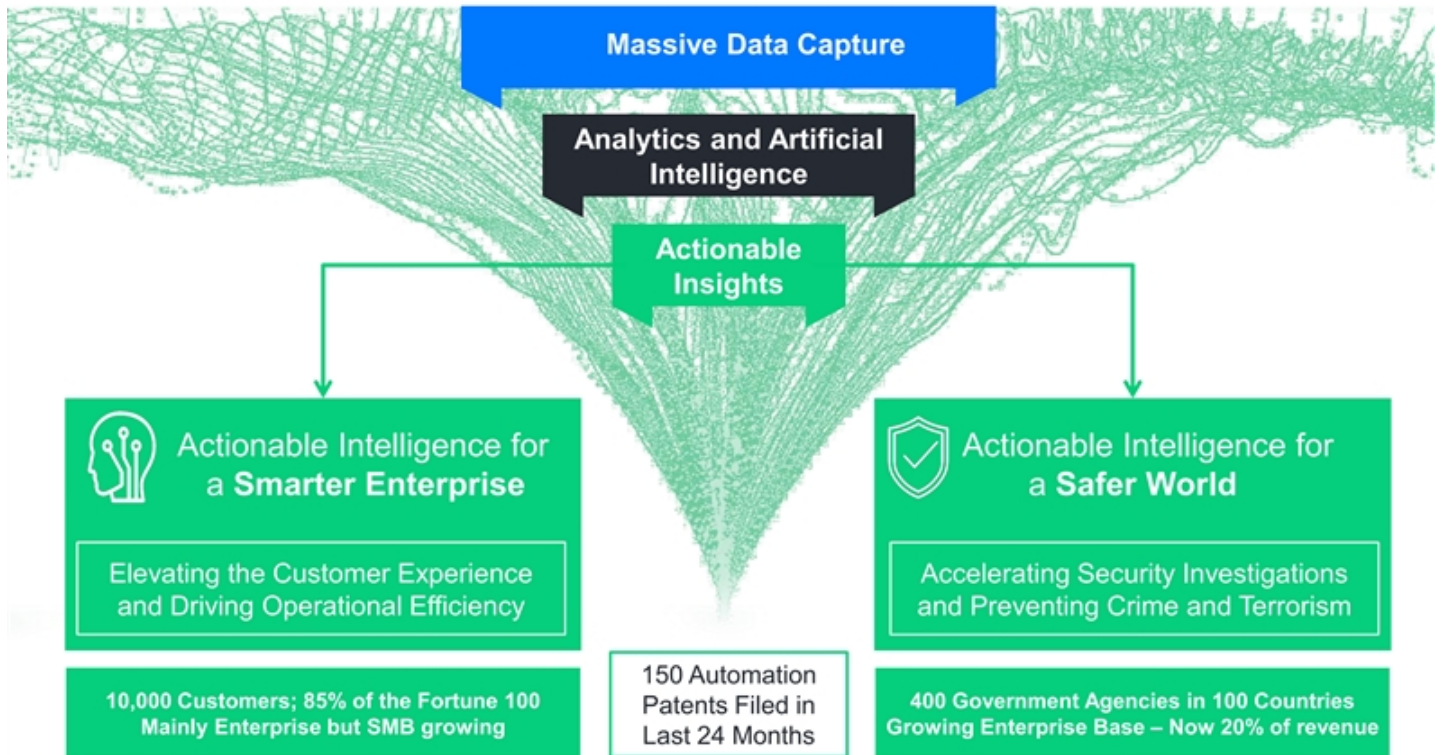 Massive Data Capture
Analytics and Artificial
Intelligence
Actionable
Insights
Actionable Intelligence for
a Smarter Enterprise
Elevating the Customer Experience
and Driving Operational Efficiency
10,000 Customers; 85% of the Fortune 100
Mainly Enterprise but SMB growing
150 Automation
Patents Filed in
Last 24 Months
Actionable Intelligence for
a Safer World
Accelerating Security Investigations
and Preventing Crime and Terrorism
400 Government Agencies in 100 Countries
Growing Enterprise Base – Now 20% of revenue